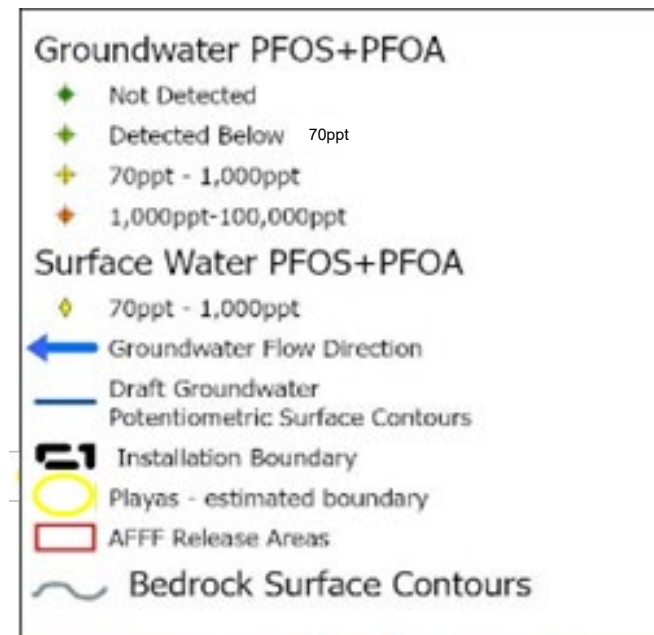 Groundwater PFOS+PFOA
Not Detected
Detected Below 70ppt
70ppt - 1,000ppt
1,000ppt-100,000ppt
Surface Water PFOS+PFOA
70ppt - 1,000ppt
Groundwater Flow Direction
Draft Groundwater
Potentiometric Surface Contours
Installation Boundary
Playas - estimated boundary
AFFF Release Areas
Bedrock Surface Contours